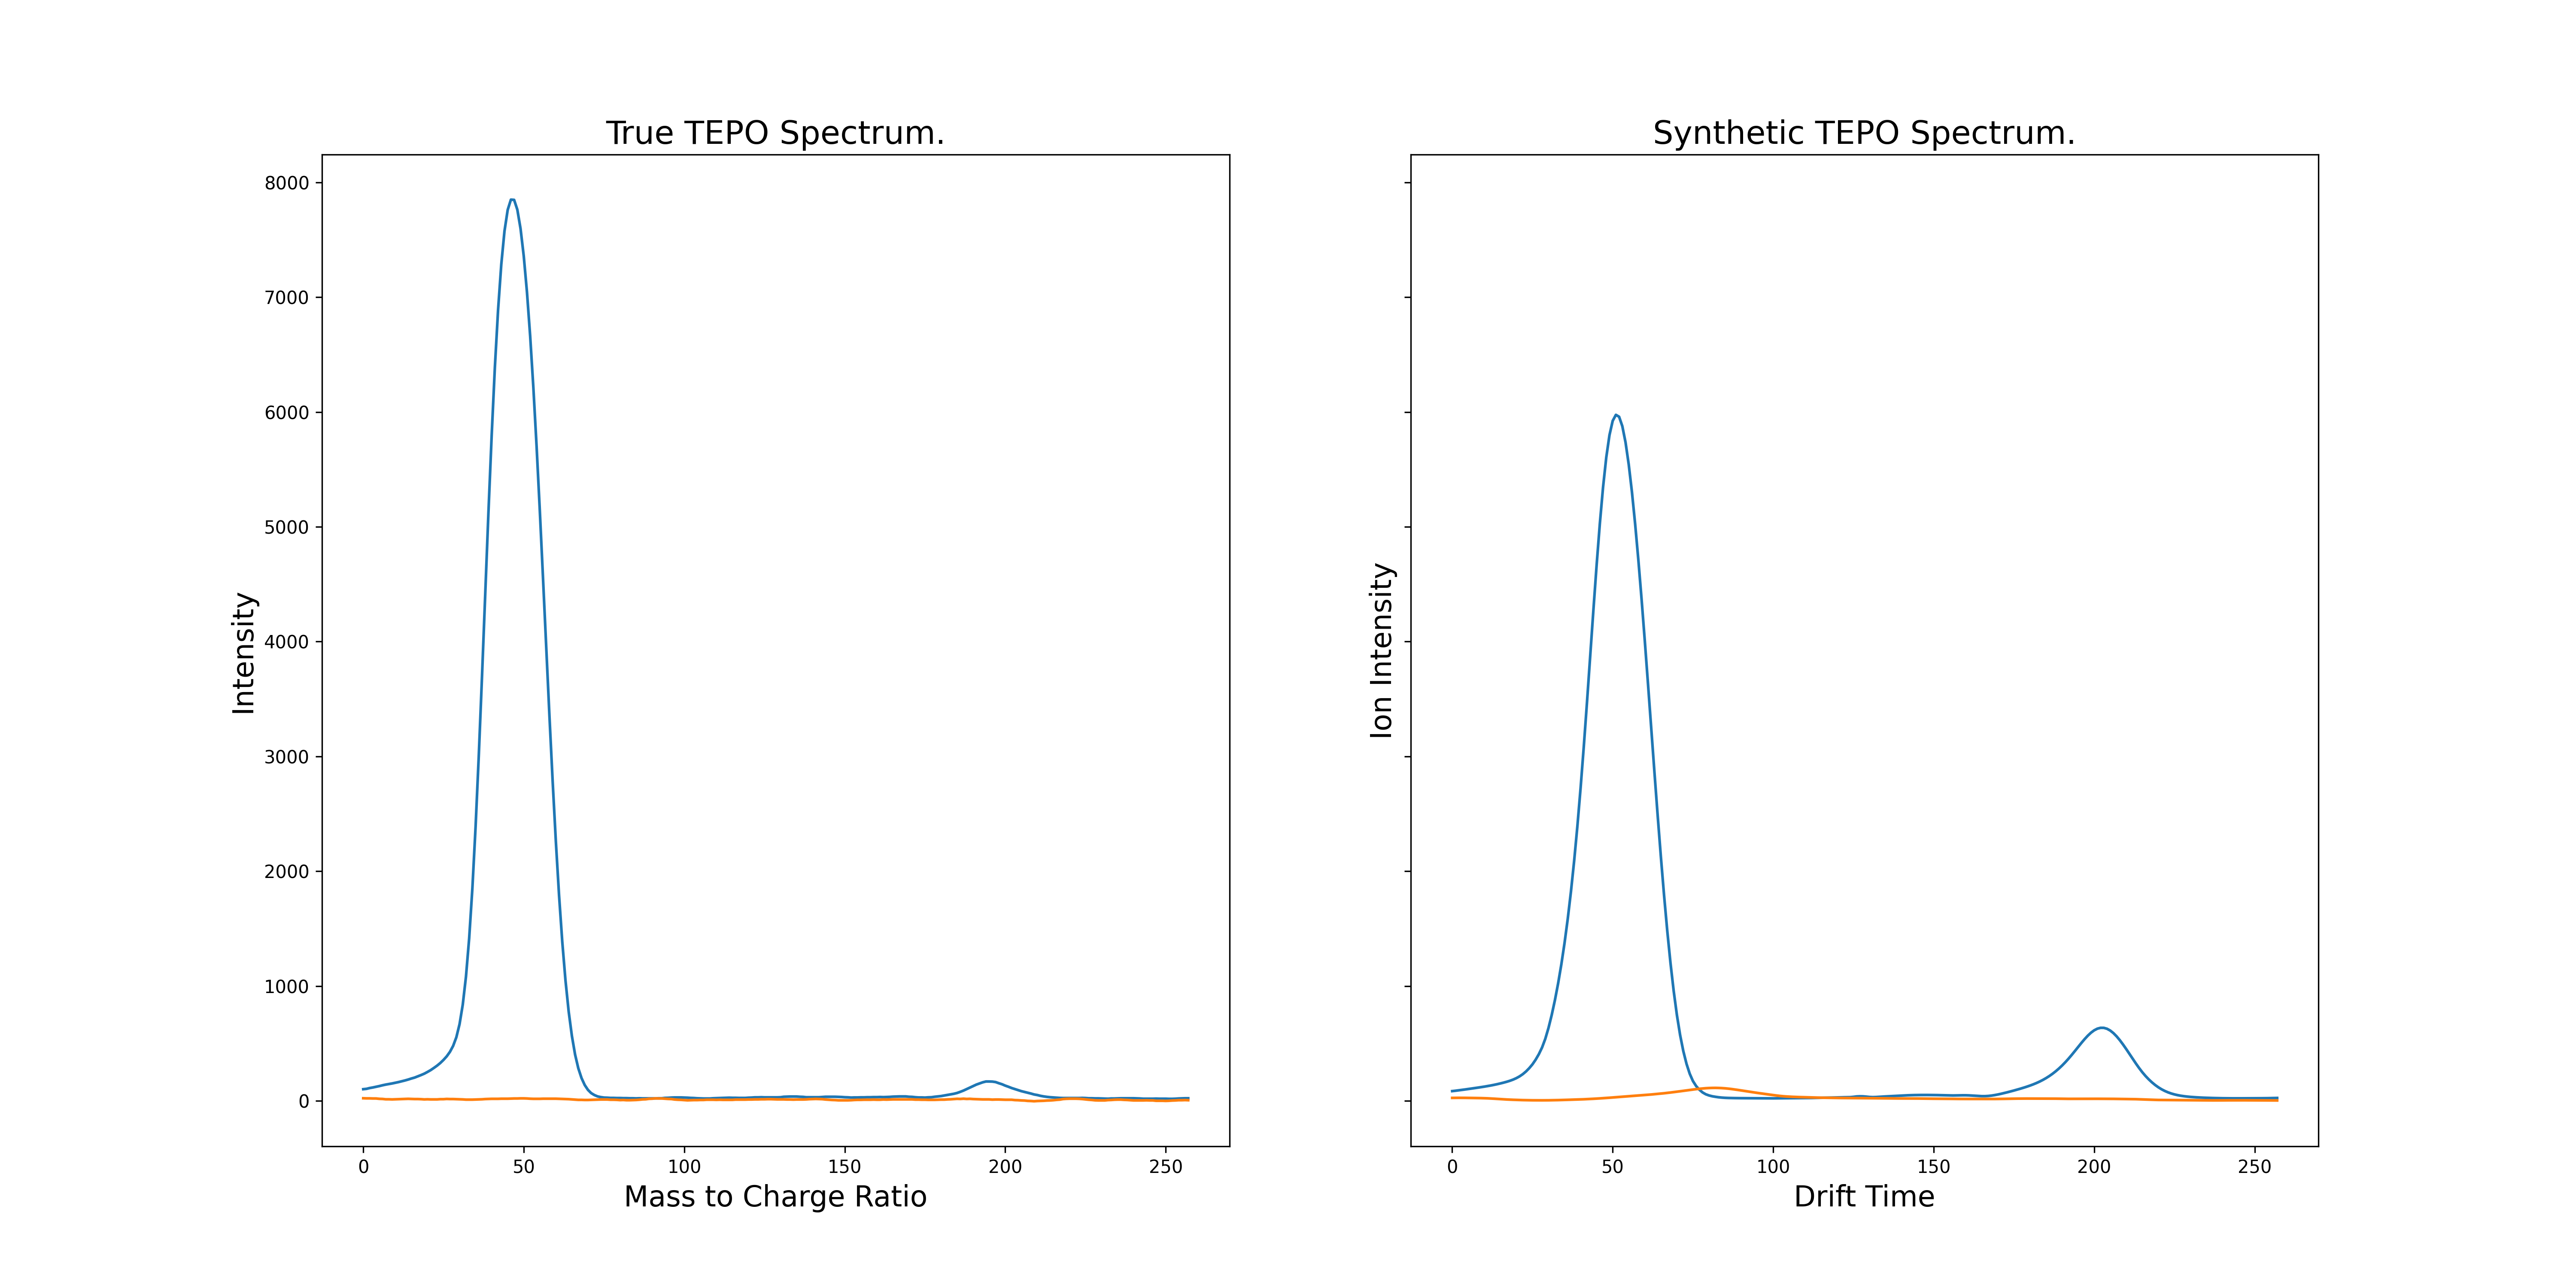 True TEPO Spectrum.
8000
7000
6000
5000
4000
3000
2000
1000
0
Intensity
0 50 100 150 200 250
Mass to Charge Ratio
Synthetic TEPO Spectrum.
Ion Intensity
0 50 100 150 200 250
Drift Time